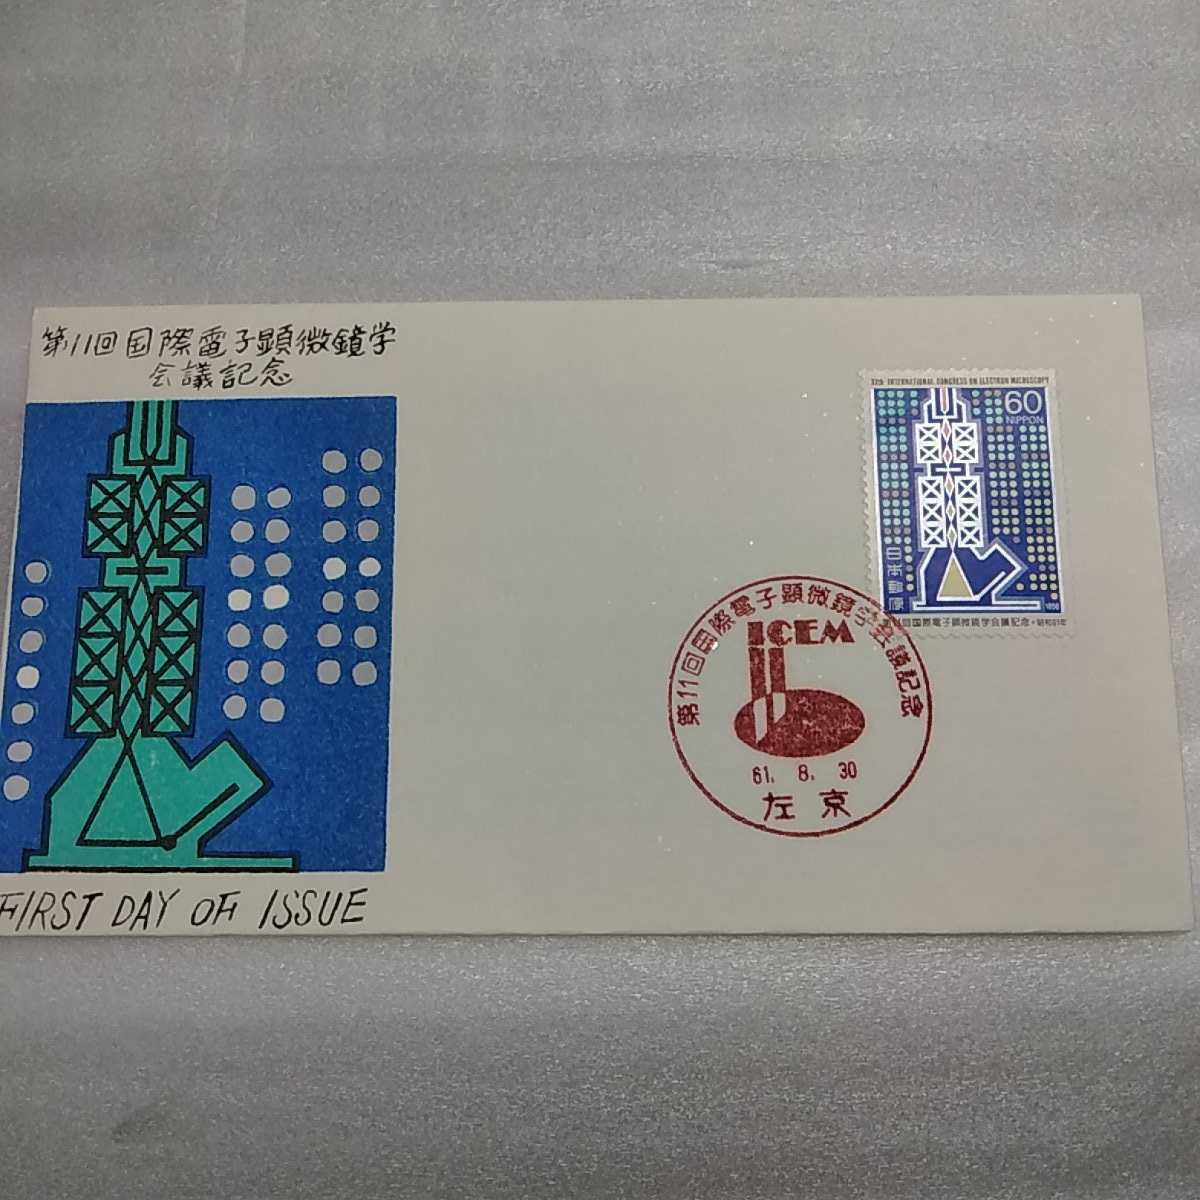 第11回国際電子顕微鏡学
会議記念
FIRST DAY OF ISSUE
11th INTERNATIONAL CONGRESS ON ELECTRON MICROSCOPY
60
NIPPON
日本郵便
1986
第11回国際電子顕微鏡学会議記念・昭和61年
第11回国際電子顕微鏡学会議記念
ICEM
61. 8. 30
左京